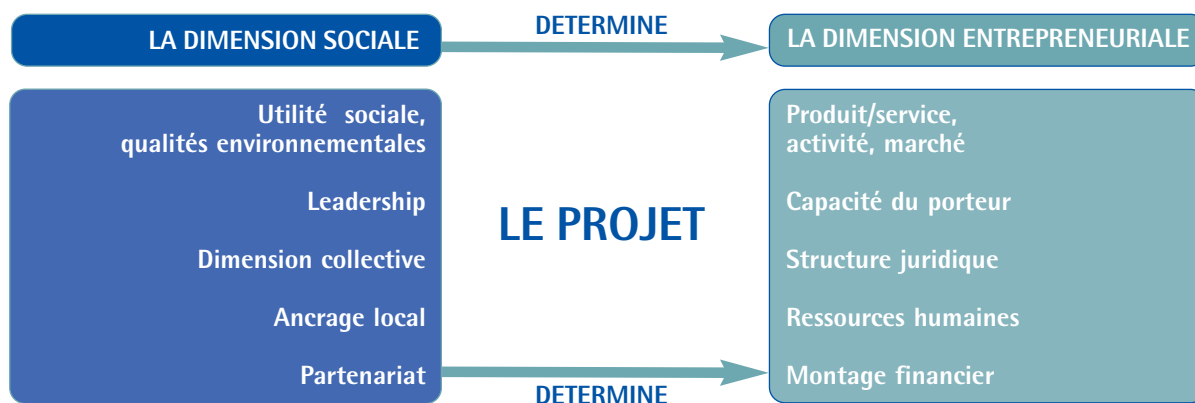 LA DIMENSION SOCIALE
DETERMINE
LA DIMENSION ENTREPRENEURIALE
Utilité sociale,
qualités environnementales
Leadership
Dimension collective
Ancrage local
Partenariat
LE PROJET
DETERMINE
Produit/service,
activité, marché
Capacité du porteur
Structure juridique
Ressources humaines
Montage financier